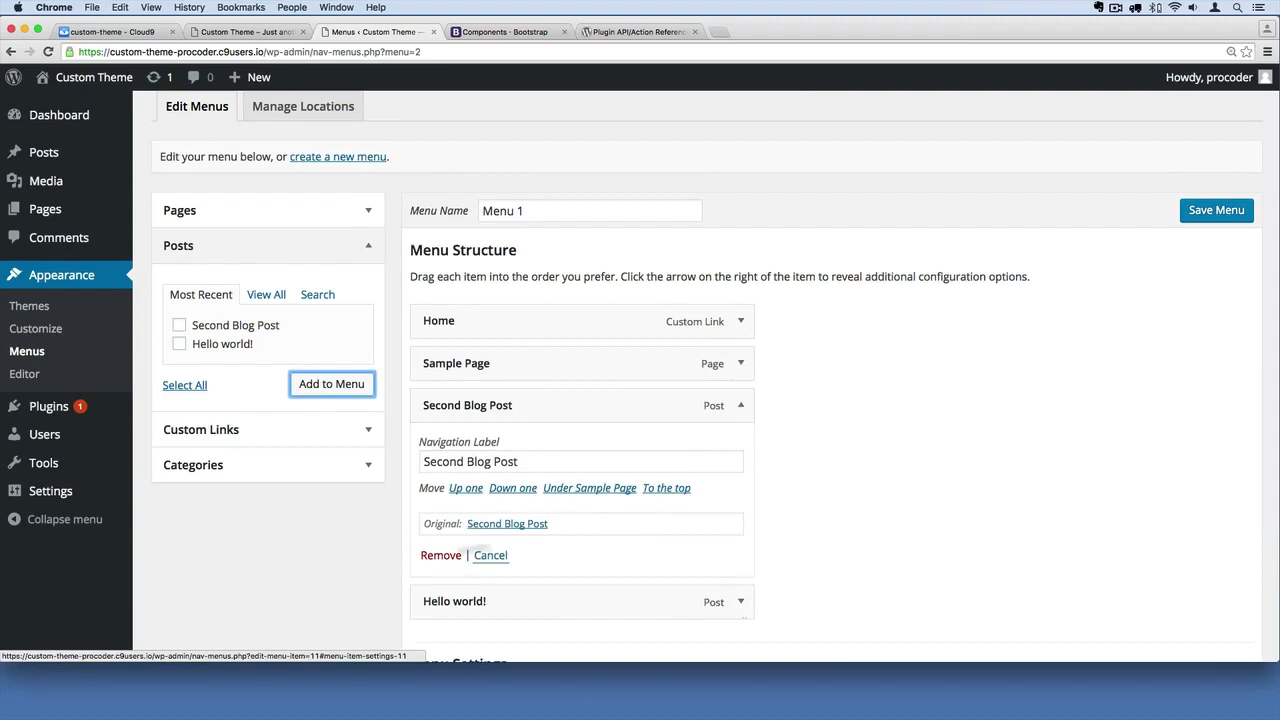 Chrome File Edit View History Bookmarks People Window Help
custom-theme - Cloud9
Custom Theme – Just ano
Menus ‹ Custom Theme —
Components · Bootstrap
Plugin API/Action Referenc
https://custom-theme-procoder.c9users.io/wp-admin/nav-menus.php?menu=2
Custom Theme 1 0 New
Howdy, procoder
Dashboard
Posts
Media
Pages
Comments
Appearance
Themes
Customize
Menus
Editor
Plugins 1
Users
Tools
Settings
Collapse menu
Edit Menus
Manage Locations
Edit your menu below, or create a new menu.
Pages
Posts
Most Recent View All Search
Second Blog Post
Hello world!
Select All
Add to Menu
Custom Links
Categories
Menu Name Menu 1
Save Menu
Menu Structure
Drag each item into the order you prefer. Click the arrow on the right of the item to reveal additional configuration options.
Home Custom Link
Sample Page Page
Second Blog Post Post
Navigation Label
Second Blog Post
Move Up one Down one Under Sample Page To the top
Original: Second Blog Post
Remove | Cancel
Hello world! Post
https://custom-theme-procoder.c9users.io/wp-admin/nav-menus.php?edit-menu-item=11#menu-item-settings-11